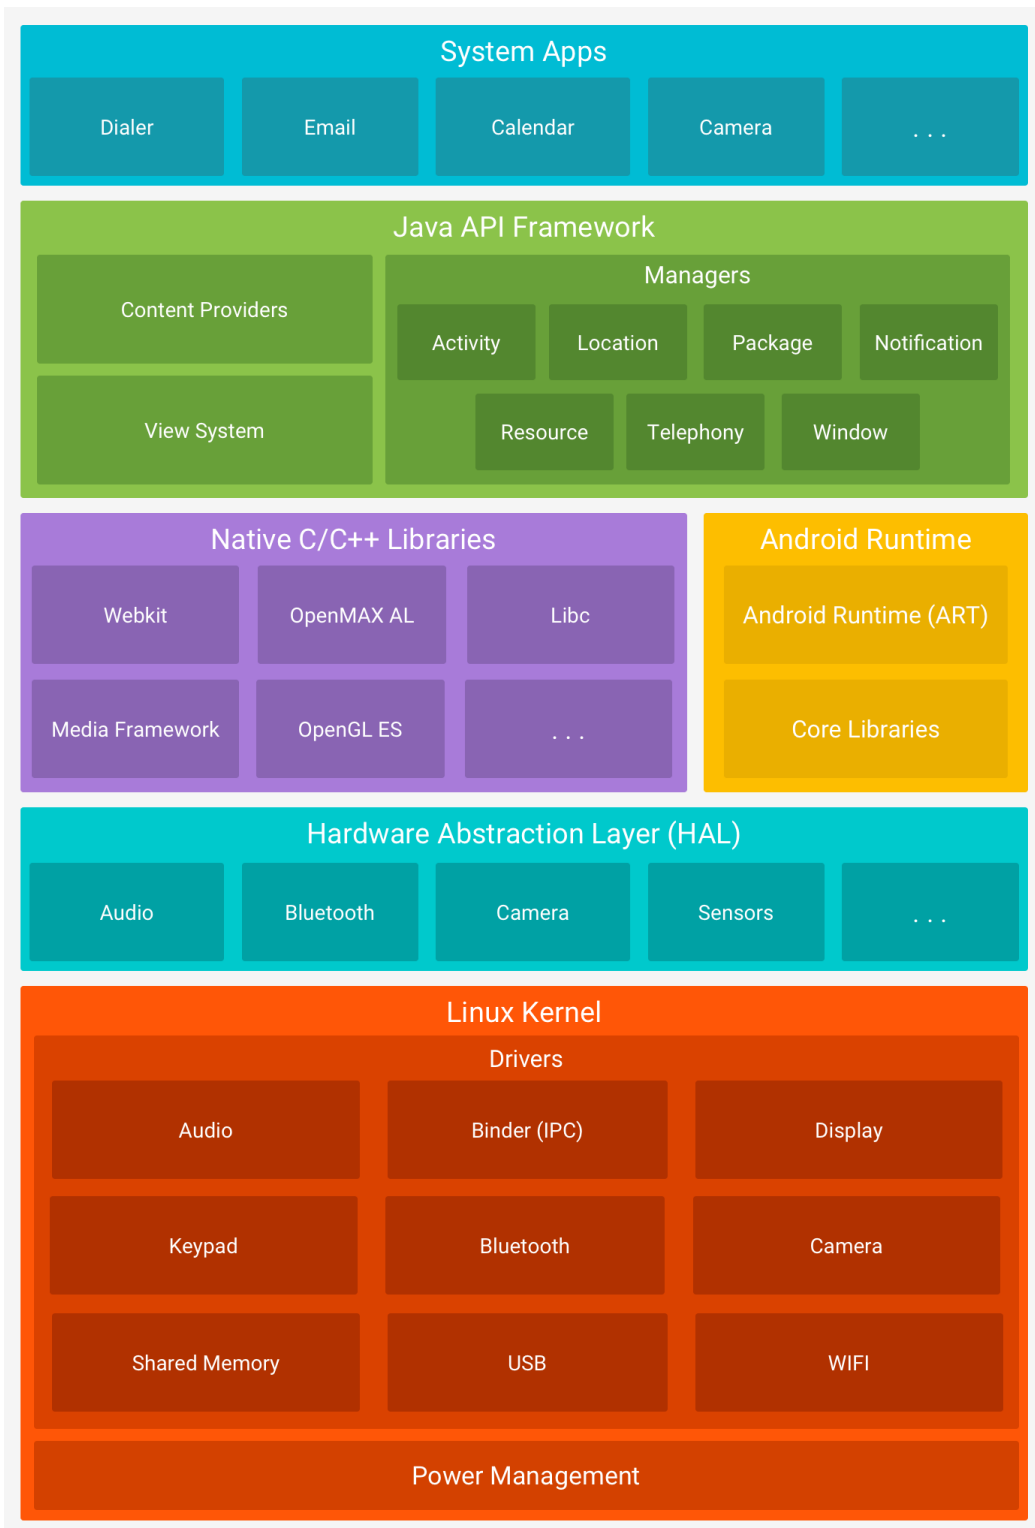 System Apps
Dialer
Email
Calendar
Camera
. . .
Java API Framework
Content Providers
View System
Managers
Activity
Location
Package
Notification
Resource
Telephony
Window
Native C/C++ Libraries
Webkit
OpenMAX AL
Libc
Media Framework
OpenGL ES
. . .
Android Runtime
Android Runtime (ART)
Core Libraries
Hardware Abstraction Layer (HAL)
Audio
Bluetooth
Camera
Sensors
. . .
Linux Kernel
Drivers
Audio
Binder (IPC)
Display
Keypad
Bluetooth
Camera
Shared Memory
USB
WIFI
Power Management